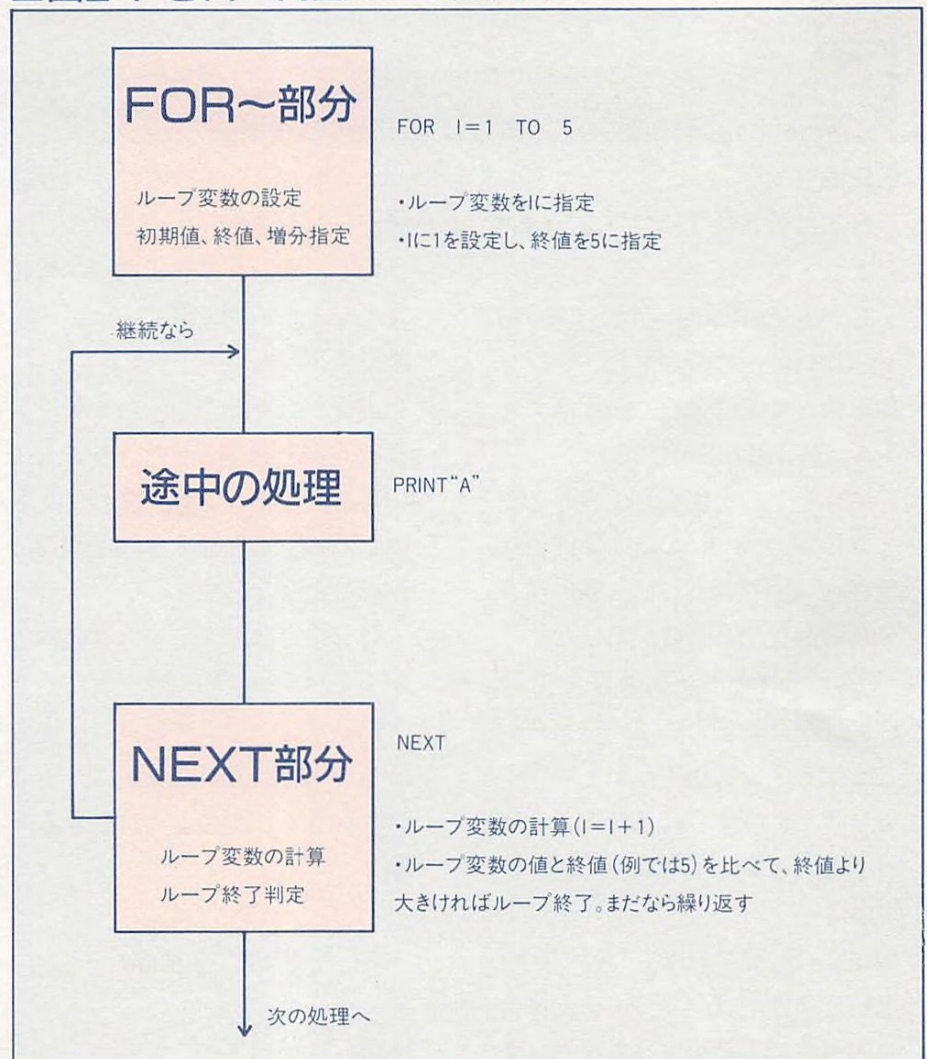 FOR~部分
FOR I=1 TO 5
ループ変数の設定
初期値、終値、増分指定
・ループ変数をIに指定
・Iに1を設定し、終値を5に指定
継続なら
途中の処理
PRINT“A”
NEXT部分
NEXT
ループ変数の計算
ループ終了判定
・ループ変数の計算(I=I+1)
・ループ変数の値と終値(例では5)を比べて、終値より
大きければループ終了。まだなら繰り返す
次の処理へ